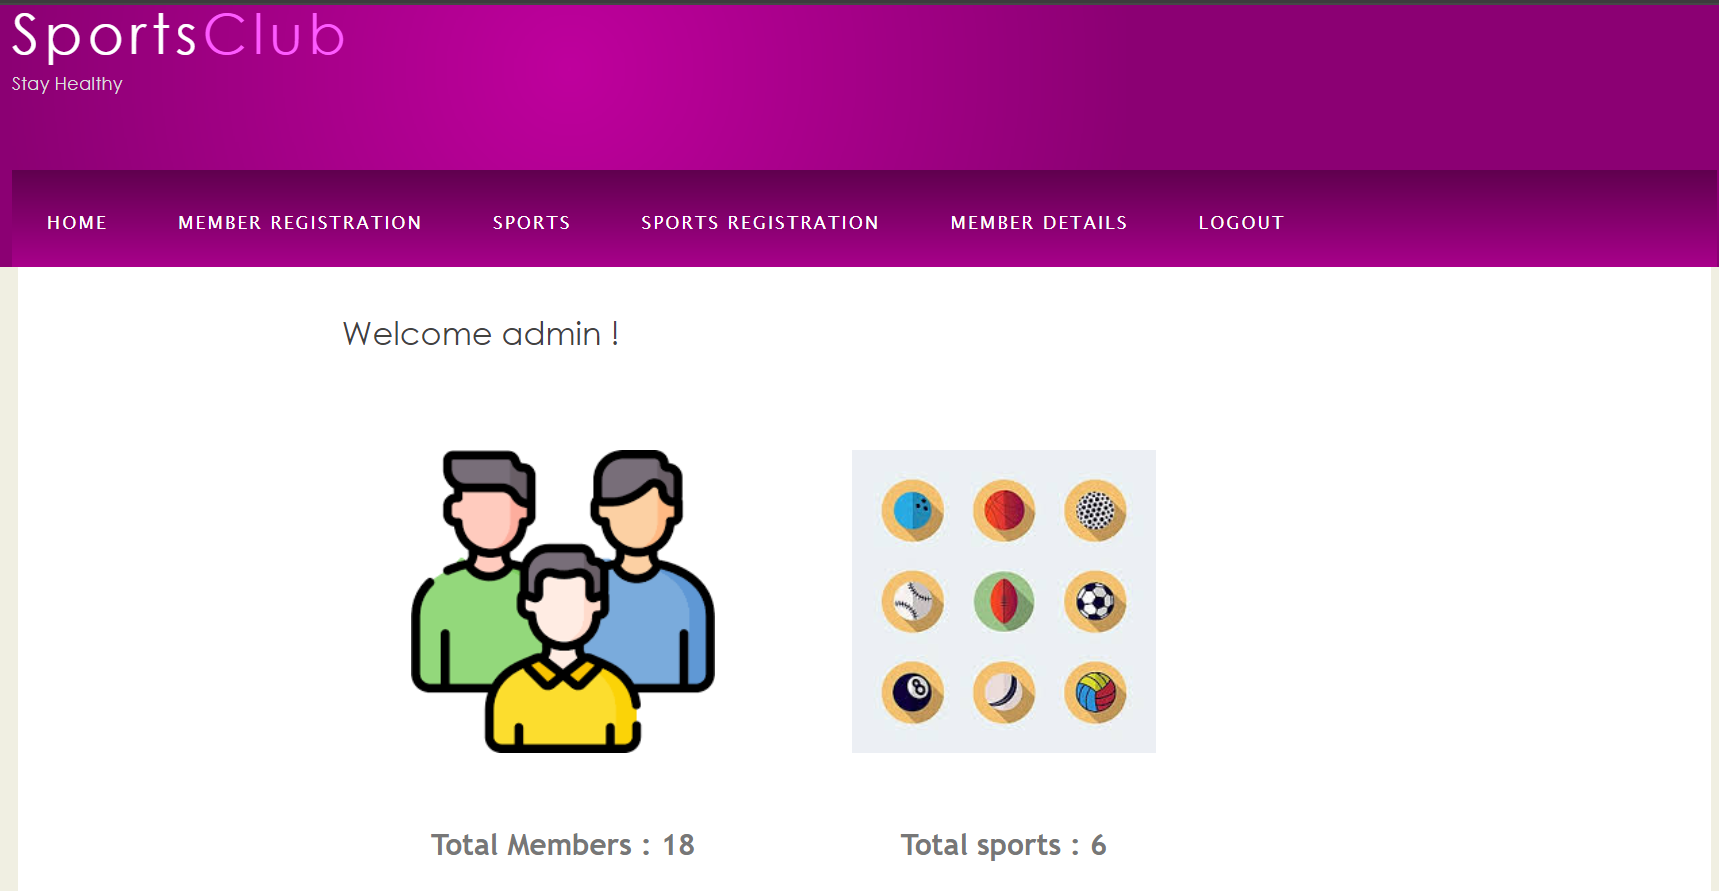 SportsClub
Stay Healthy
HOME MEMBER REGISTRATION SPORTS SPORTS REGISTRATION MEMBER DETAILS LOGOUT
Welcome admin !
8
Total Members : 18 Total sports : 6